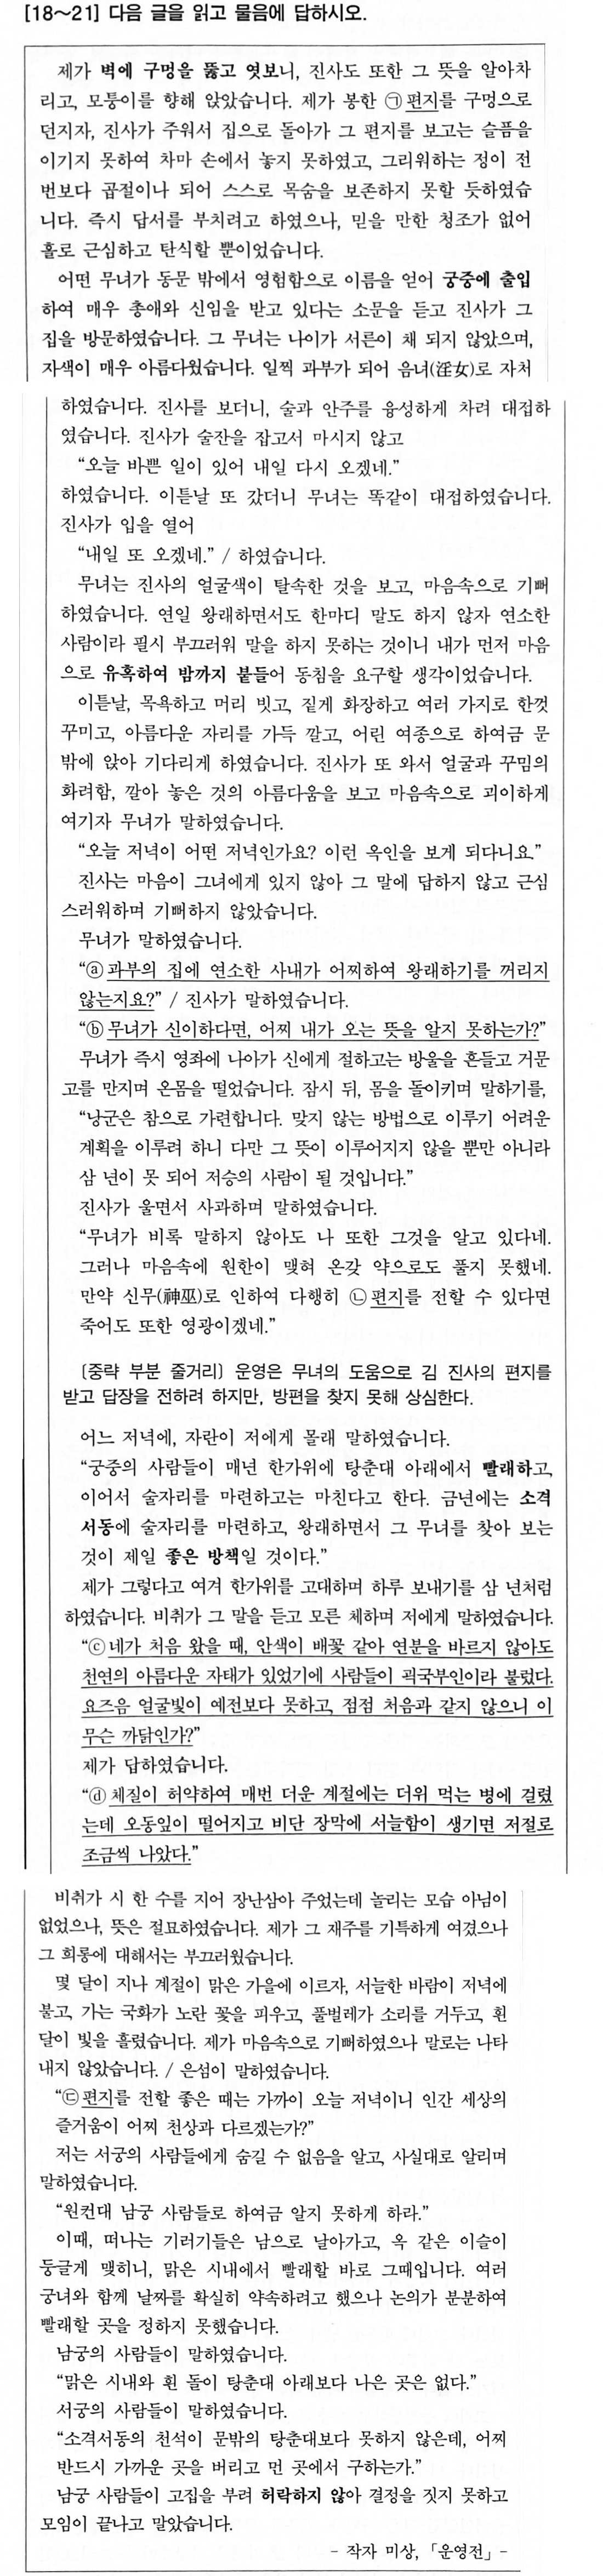 [18~21] 다음 글을 읽고 물음에 답하시오.
제가 벽에 구멍을 뚫고 엿보니, 진사도 또한 그 뜻을 알아차
리고, 모퉁이를 향해 앉았습니다. 제가 봉한 ㉠편지를 구멍으로
던지자, 진사가 주워서 집으로 돌아가 그 편지를 보고는 슬픔을
이기지 못하여 차마 손에서 놓지 못하였고, 그리워하는 정이 전
번보다 곱절이나 되어 스스로 목숨을 보존하지 못할 듯하였습
니다. 즉시 답서를 부치려고 하였으나, 믿을 만한 청조가 없어
홀로 근심하고 탄식할 뿐이었습니다.
어떤 무녀가 동문 밖에서 영험함으로 이름을 얻어 궁중에 출입
하여 매우 총애와 신임을 받고 있다는 소문을 듣고 진사가 그
집을 방문하였습니다. 그 무녀는 나이가 서른이 채 되지 않았으며,
자색이 매우 아름다웠습니다. 일찍 과부가 되어 음녀(淫女)로 자처
하였습니다. 진사를 보더니, 술과 안주를 융성하게 차려 대접하
였습니다. 진사가 술잔을 잡고서 마시지 않고
“오늘 바쁜 일이 있어 내일 다시 오겠네.”
하였습니다. 이튿날 또 갔더니 무녀는 똑같이 대접하였습니다.
진사가 입을 열어
“내일 또 오겠네.” / 하였습니다.
무녀는 진사의 얼굴색이 탈속한 것을 보고, 마음속으로 기뻐
하였습니다. 연일 왕래하면서도 한마디 말도 하지 않자 연소한
사람이라 필시 부끄러워 말을 하지 못하는 것이니 내가 먼저 마음
으로 유혹하여 밤까지 붙들어 동침을 요구할 생각이었습니다.
이튿날, 목욕하고 머리 빗고, 짙게 화장하고 여러 가지로 한껏
꾸미고, 아름다운 자리를 가득 깔고, 어린 여종으로 하여금 문
밖에 앉아 기다리게 하였습니다. 진사가 또 와서 얼굴과 꾸밈의
화려함, 깔아 놓은 것의 아름다움을 보고 마음속으로 괴이하게
여기자 무녀가 말하였습니다.
“오늘 저녁이 어떤 저녁인가요? 이런 옥인을 보게 되다니요.”
진사는 마음이 그녀에게 있지 않아 그 말에 답하지 않고 근심
스러워하며 기뻐하지 않았습니다.
무녀가 말하였습니다.
“ⓐ과부의 집에 연소한 사내가 어찌하여 왕래하기를 꺼리지
않는지요?” / 진사가 말하였습니다.
“ⓑ무녀가 신이하다면, 어찌 내가 오는 뜻을 알지 못하는가?”
무녀가 즉시 영좌에 나아가 신에게 절하고는 방울을 흔들고 거문
고를 만지며 온몸을 떨었습니다. 잠시 뒤, 몸을 돌이키며 말하기를,
“낭군은 참으로 가련합니다. 맞지 않는 방법으로 이루기 어려운
계획을 이루려 하니 다만 그 뜻이 이루어지지 않을 뿐만 아니라
삼 년이 못 되어 저승의 사람이 될 것입니다.”
진사가 울면서 사과하며 말하였습니다.
“무녀가 비록 말하지 않아도 나 또한 그것을 알고 있다네.
그러나 마음속에 원한이 맺혀 온갖 약으로도 풀지 못했네.
만약 신무(神巫)로 인하여 다행히 ㉡편지를 전할 수 있다면
죽어도 또한 영광이겠네.”
[중략 부분 줄거리] 운영은 무녀의 도움으로 김 진사의 편지를
받고 답장을 전하려 하지만, 방편을 찾지 못해 상심한다.
어느 저녁에, 자란이 저에게 몰래 말하였습니다.
“궁중의 사람들이 매년 한가위에 탕춘대 아래에서 빨래하고,
이어서 술자리를 마련하고는 마친다고 한다. 금년에는 소격
서동에 술자리를 마련하고, 왕래하면서 그 무녀를 찾아 보는
것이 제일 좋은 방책일 것이다.”
제가 그렇다고 여겨 한가위를 고대하며 하루 보내기를 삼 년처럼
하였습니다. 비취가 그 말을 듣고 모른 체하며 저에게 말하였습니다.
“ⓒ네가 처음 왔을 때, 안색이 배꽃 같아 연분을 바르지 않아도
천연의 아름다운 자태가 있었기에 사람들이 괵국부인이라 불렀다.
요즈음 얼굴빛이 예전보다 못하고, 점점 처음과 같지 않으니 이
무슨 까닭인가?”
제가 답하였습니다.
“ⓓ체질이 허약하여 매번 더운 계절에는 더위 먹는 병에 걸렸
는데 오동잎이 떨어지고 비단 장막에 서늘함이 생기면 저절로
조금씩 나았다.”
비취가 시 한 수를 지어 장난삼아 주었는데 놀리는 모습 아님이
없었으나, 뜻은 절묘하였습니다. 제가 그 재주를 기특하게 여겼으나
그 희롱에 대해서는 부끄러웠습니다.
몇 달이 지나 계절이 맑은 가을에 이르자, 서늘한 바람이 저녁에
불고, 가는 국화가 노란 꽃을 피우고, 풀벌레가 소리를 거두고, 흰
달이 빛을 흘렸습니다. 제가 마음속으로 기뻐하였으나 말로는 나타
내지 않았습니다. / 은섬이 말하였습니다.
“㉢편지를 전할 좋은 때는 가까이 오늘 저녁이니 인간 세상의
즐거움이 어찌 천상과 다르겠는가?”
저는 서궁의 사람들에게 숨길 수 없음을 알고, 사실대로 알리며
말하였습니다.
“원컨대 남궁 사람들로 하여금 알지 못하게 하라.”
이때, 떠나는 기러기들은 남으로 날아가고, 옥 같은 이슬이
둥글게 맺히니, 맑은 시내에서 빨래할 바로 그때입니다. 여러
궁녀와 함께 날짜를 확실히 약속하려고 했으나 논의가 분분하여
빨래할 곳을 정하지 못했습니다.
남궁의 사람들이 말하였습니다.
“맑은 시내와 흰 돌이 탕춘대 아래보다 나은 곳은 없다.”
서궁의 사람들이 말하였습니다.
“소격서동의 천석이 문밖의 탕춘대보다 못하지 않은데, 어찌
반드시 가까운 곳을 버리고 먼 곳에서 구하는가.”
남궁 사람들이 고집을 부려 허락하지 않아 결정을 짓지 못하고
모임이 끝나고 말았습니다.
- 작자 미상, 「운영전」 -